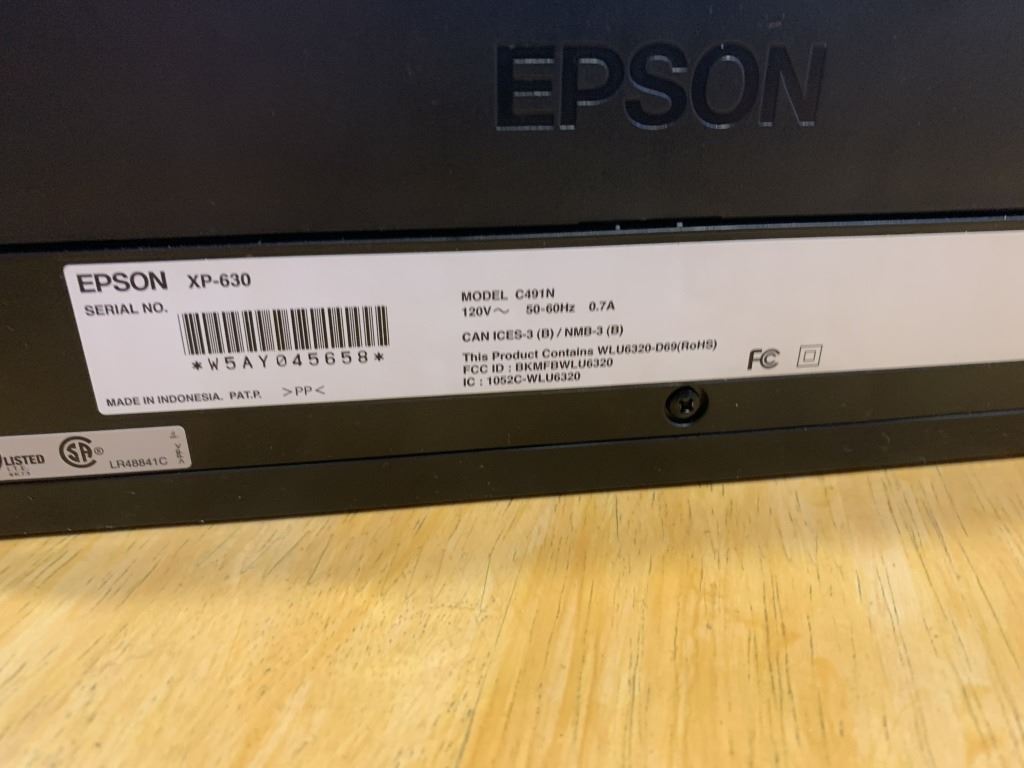 EPSON
EPSON XP-630
SERIAL NO.
*W5AY045658*
MADE IN INDONESIA. PAT.P. >PP<
MODEL C491N
120V～ 50-60Hz 0.7A
CAN ICES-3 (B) / NMB-3 (B)
This Product Contains WLU6320-D69(RoHS)
FCC ID : BKMFBWLU6320
IC : 1052C-WLU6320
FC
LISTED
I.T.E.
SA®
LR48841C
>PP<